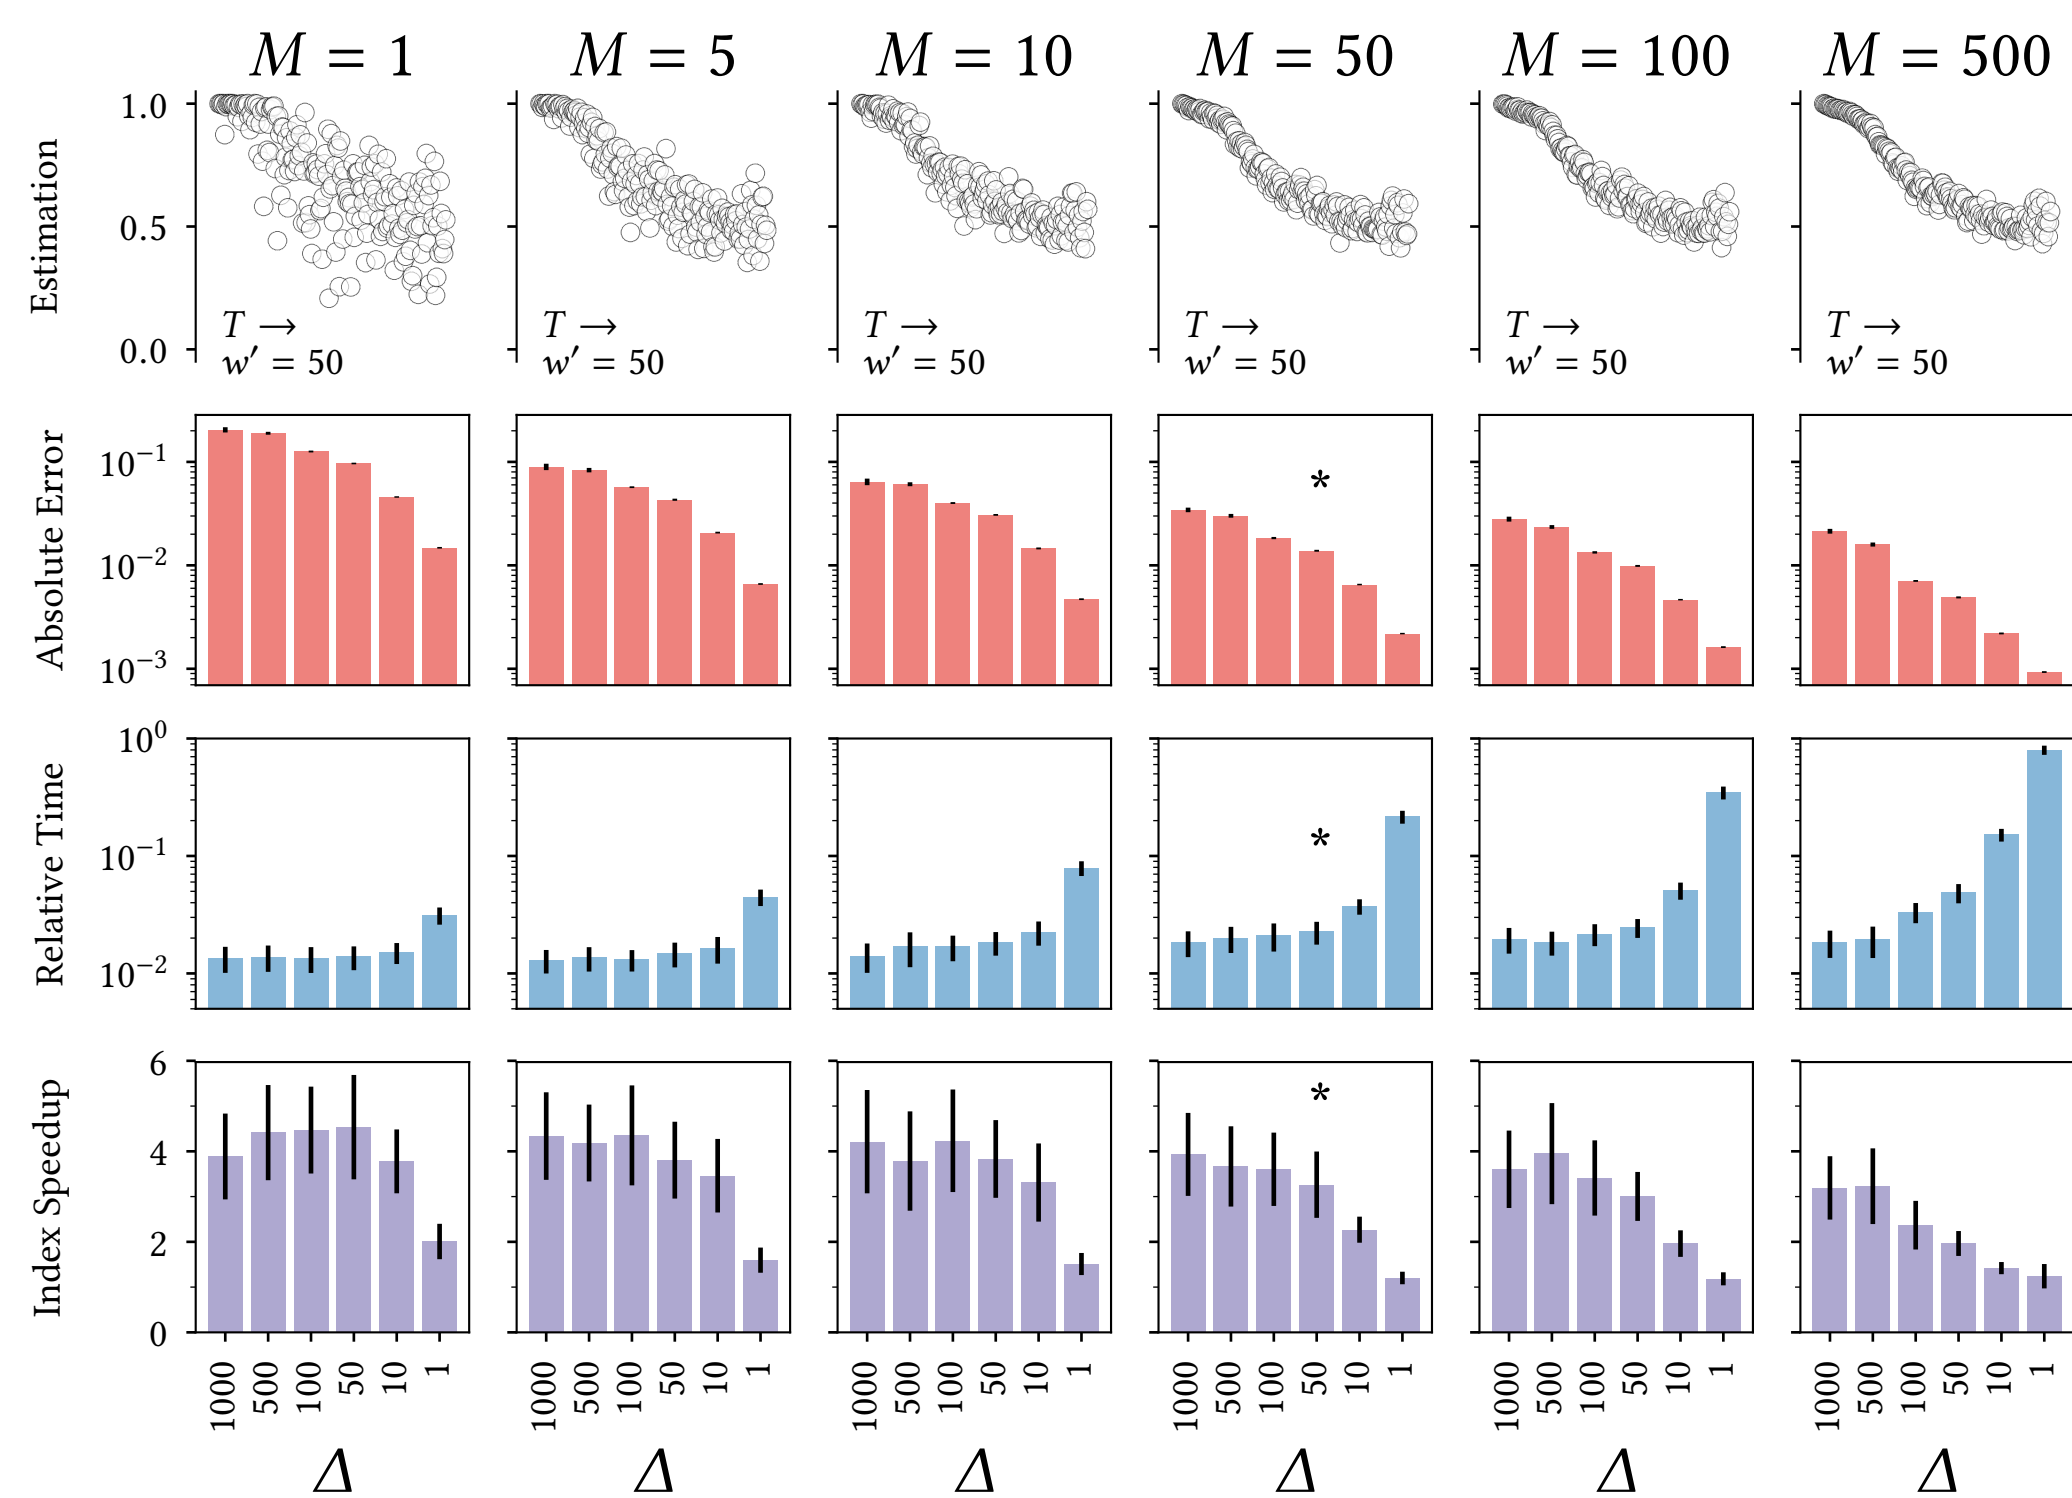 M = 1 M = 5 M = 10 M = 50 M = 100 M = 500
Estimation
1.0
0.5
0.0
T →
w′ = 50
T →
w′ = 50
T →
w′ = 50
T →
w′ = 50
T →
w′ = 50
T →
w′ = 50
Absolute Error
10⁻¹
10⁻²
10⁻³
*
Relative Time
10⁰
10⁻¹
10⁻²
*
Index Speedup
6
4
2
0
*
1000 500 100 50 10 1
1000 500 100 50 10 1
1000 500 100 50 10 1
1000 500 100 50 10 1
1000 500 100 50 10 1
1000 500 100 50 10 1
Δ Δ Δ Δ Δ Δ